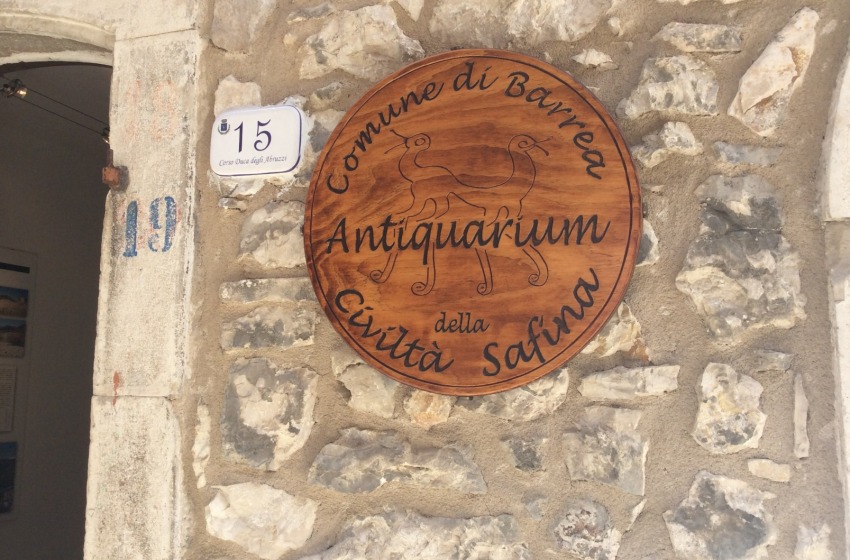 15
Corso Duca degli Abruzzi
19
Comune di Barrea
Antiquarium
della
Civiltà Safina